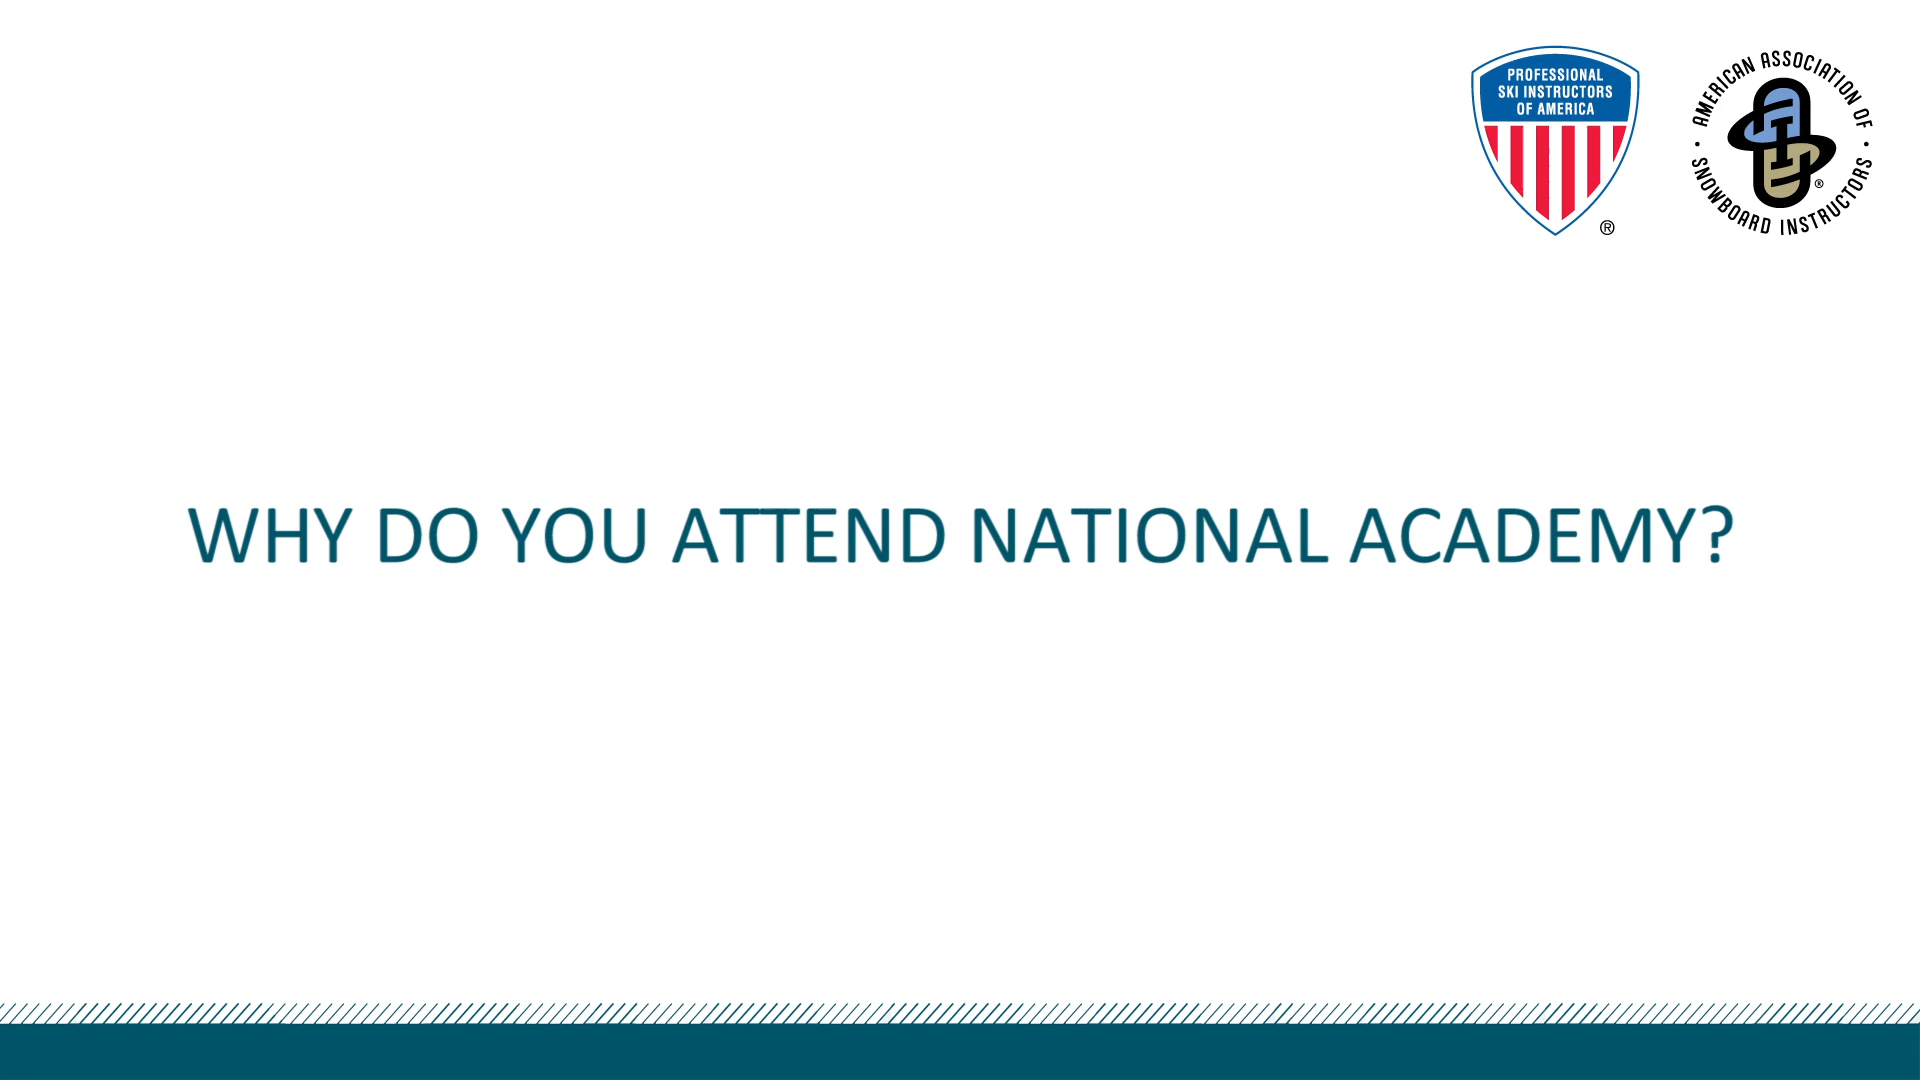 PROFESSIONAL
SKI INSTRUCTORS
OF AMERICA
®
AMERICAN ASSOCIATION OF
SNOWBOARD INSTRUCTORS
®
WHY DO YOU ATTEND NATIONAL ACADEMY?